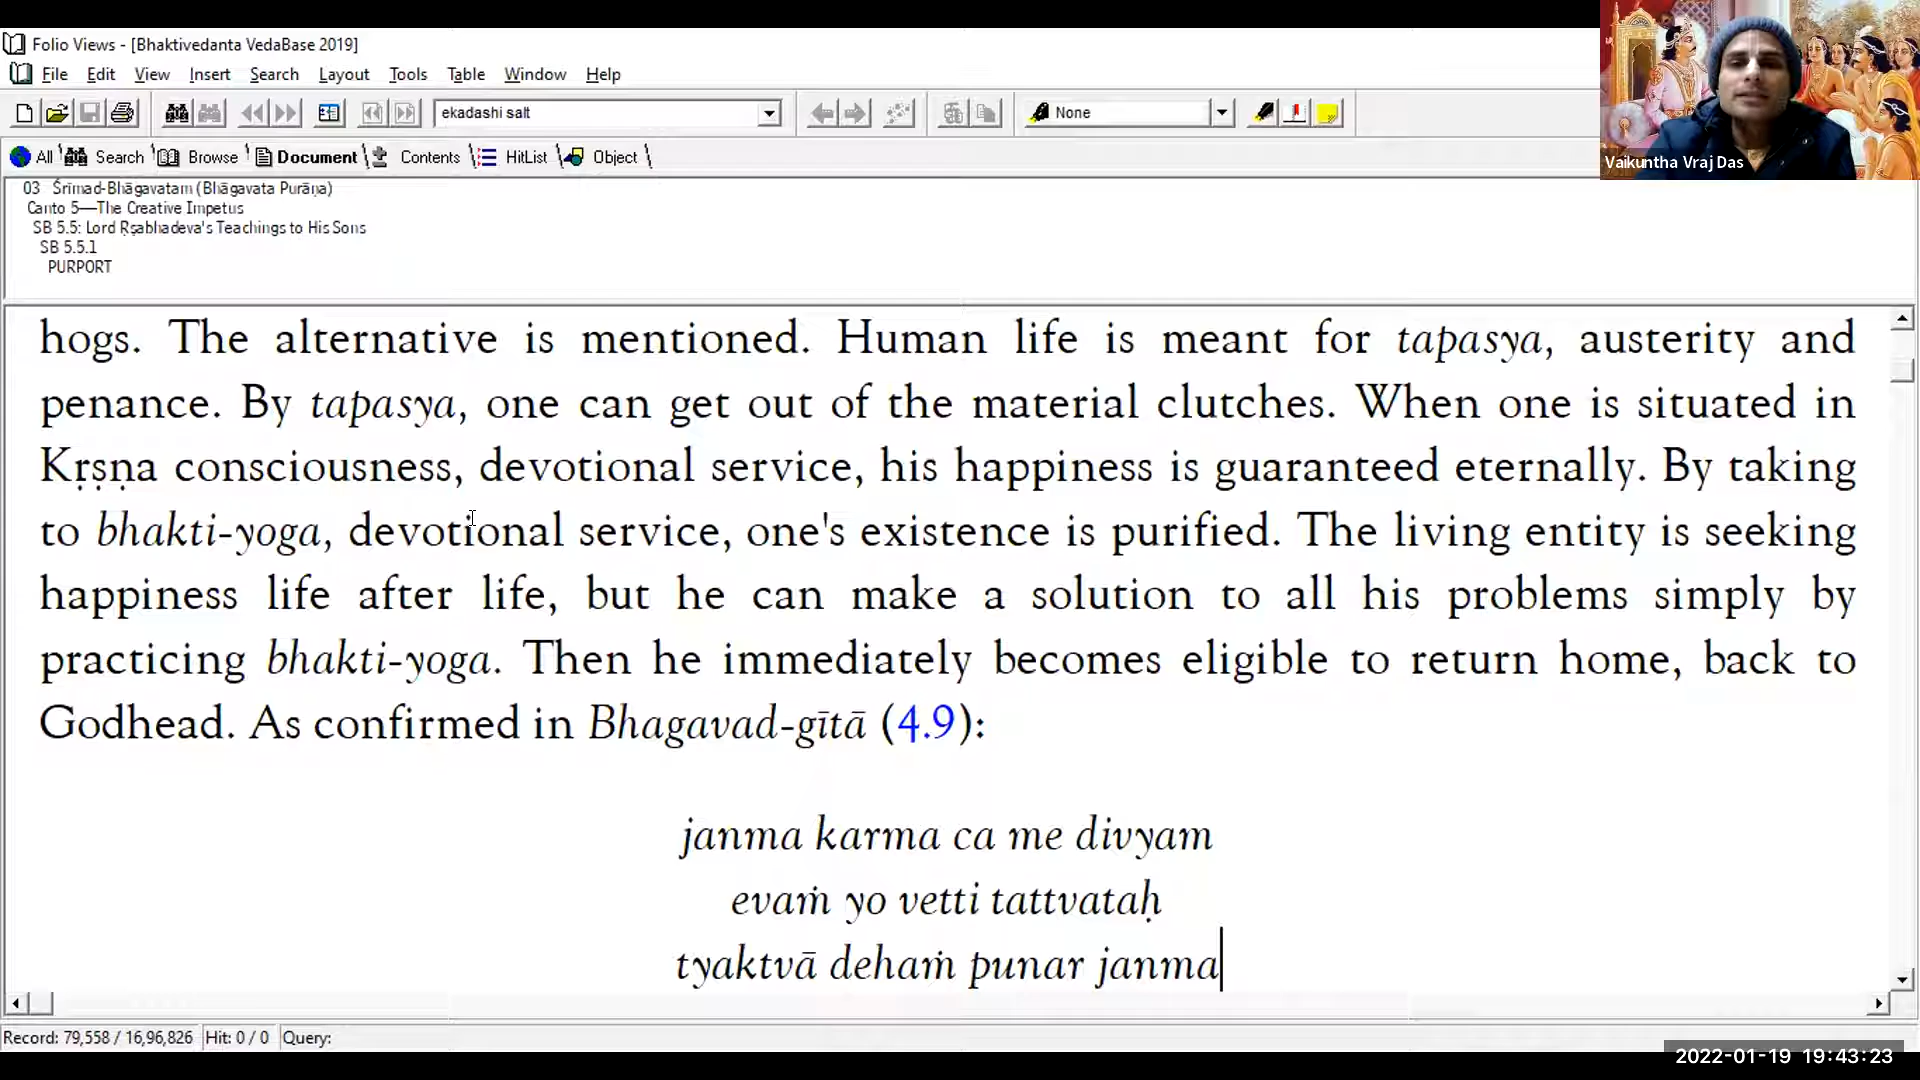 Folio Views - [Bhaktivedanta VedaBase 2019]
File Edit View Insert Search Layout Tools Table Window Help
ekadashi salt
None
All Search Browse Document Contents HitList Object
Vaikuntha Vraj Das
03 Śrīmad-Bhāgavatam (Bhāgavata Purāṇa)
Canto 5—The Creative Impetus
SB 5.5: Lord Ṛṣabhadeva's Teachings to His Sons
SB 5.5.1
PURPORT
hogs. The alternative is mentioned. Human life is meant for tapasya, austerity and
penance. By tapasya, one can get out of the material clutches. When one is situated in
Kṛṣṇa consciousness, devotional service, his happiness is guaranteed eternally. By taking
to bhakti-yoga, devotional service, one's existence is purified. The living entity is seeking
happiness life after life, but he can make a solution to all his problems simply by
practicing bhakti-yoga. Then he immediately becomes eligible to return home, back to
Godhead. As confirmed in Bhagavad-gītā (4.9):
janma karma ca me divyam
evaṁ yo vetti tattvataḥ
tyaktvā dehaṁ punar janma
Record: 79,558 / 16,96,826 Hit: 0 / 0 Query:
2022-01-19 19:43:23